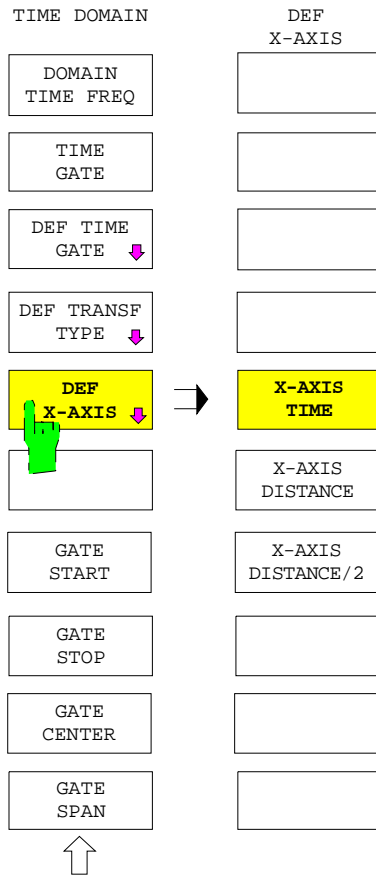 TIME DOMAIN
DOMAIN
TIME FREQ
TIME
GATE
DEF TIME
GATE
DEF TRANSF
TYPE
DEF
X-AXIS
GATE
START
GATE
STOP
GATE
CENTER
GATE
SPAN
DEF
X-AXIS
X-AXIS
TIME
X-AXIS
DISTANCE
X-AXIS
DISTANCE/2